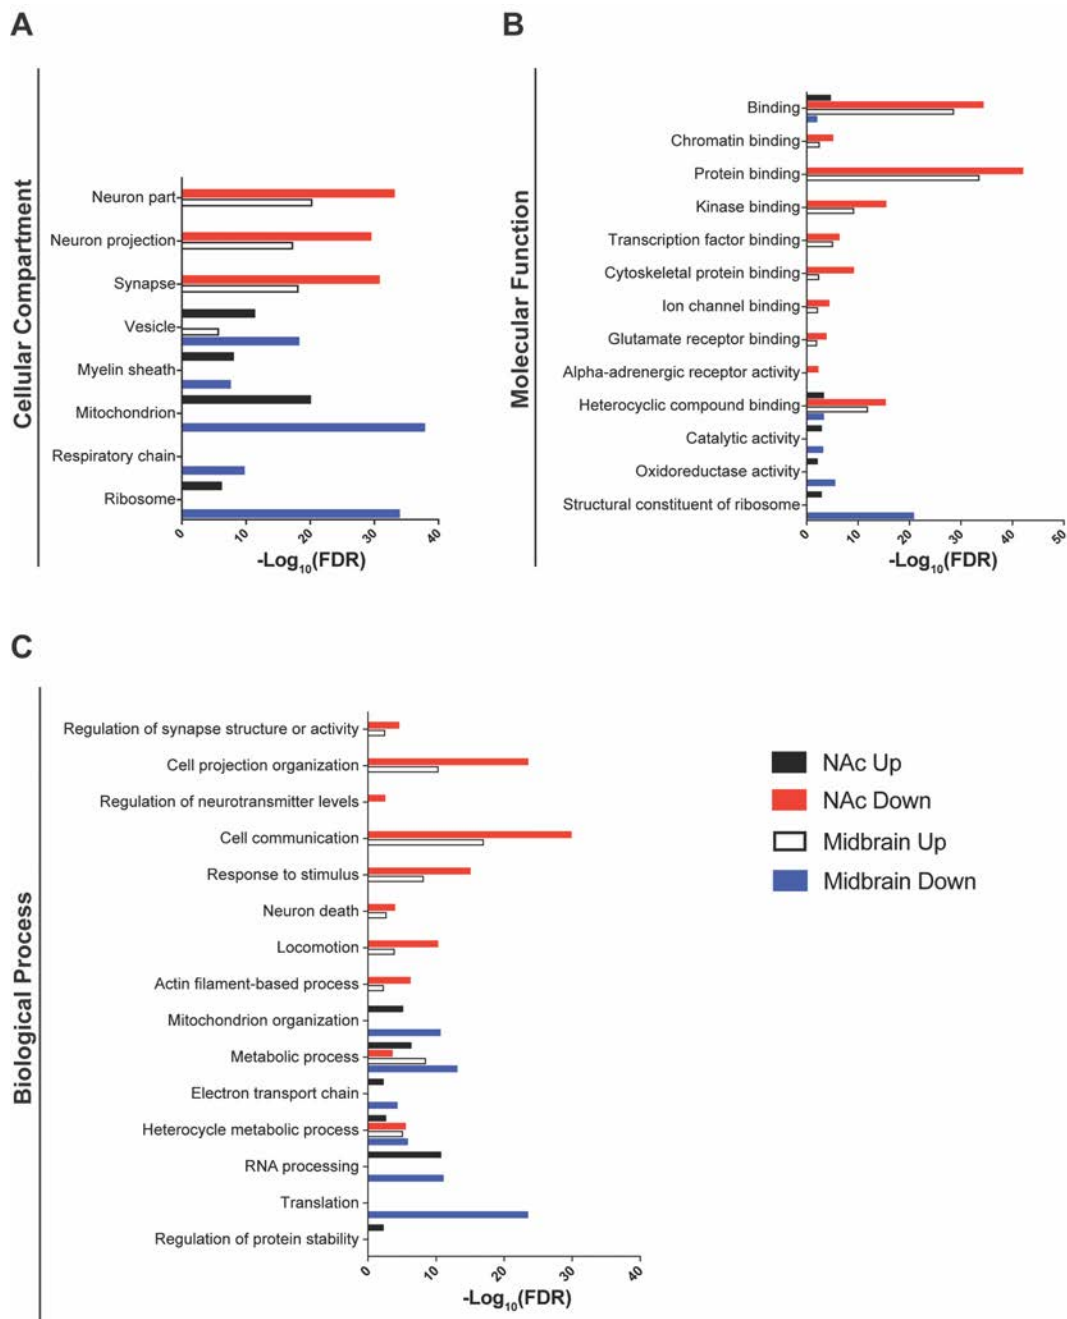 A
Cellular Compartment
Neuron part
Neuron projection
Synapse
Vesicle
Myelin sheath
Mitochondrion
Respiratory chain
Ribosome
0 10 20 30 40
-Log₁₀(FDR)
B
Molecular Function
Binding
Chromatin binding
Protein binding
Kinase binding
Transcription factor binding
Cytoskeletal protein binding
Ion channel binding
Glutamate receptor binding
Alpha-adrenergic receptor activity
Heterocyclic compound binding
Catalytic activity
Oxidoreductase activity
Structural constituent of ribosome
0 10 20 30 40 50
-Log₁₀(FDR)
C
Biological Process
Regulation of synapse structure or activity
Cell projection organization
Regulation of neurotransmitter levels
Cell communication
Response to stimulus
Neuron death
Locomotion
Actin filament-based process
Mitochondrion organization
Metabolic process
Electron transport chain
Heterocycle metabolic process
RNA processing
Translation
Regulation of protein stability
0 10 20 30 40
-Log₁₀(FDR)
NAc Up
NAc Down
Midbrain Up
Midbrain Down